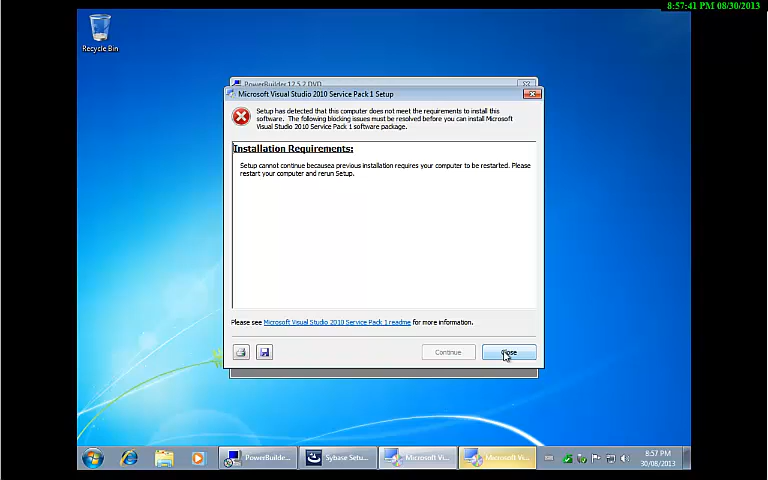 8:57:41 PM 08/30/2013
Recycle Bin
PowerBuilder 12.5.2 DVD
Microsoft Visual Studio 2010 Service Pack 1 Setup
Setup has detected that this computer does not meet the requirements to install this
software. The following blocking issues must be resolved before you can install Microsoft
Visual Studio 2010 Service Pack 1 software package.
Installation Requirements:
Setup cannot continue becausea previous installation requires your computer to be restarted. Please
restart your computer and rerun Setup.
Please see Microsoft Visual Studio 2010 Service Pack 1 readme for more information.
Continue
Close
PowerBuilde...
Sybase Setu...
Microsoft Vi...
Microsoft Vi...
8:57 PM
30/08/2013